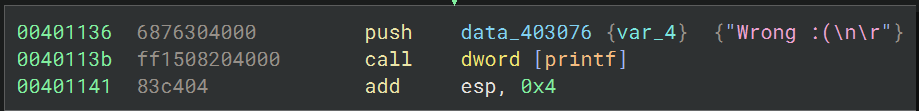 00401136 6876304000 push data_403076 {var_4} {"Wrong :(\n\r"}
0040113b ff1508204000 call dword [printf]
00401141 83c404 add esp, 0x4